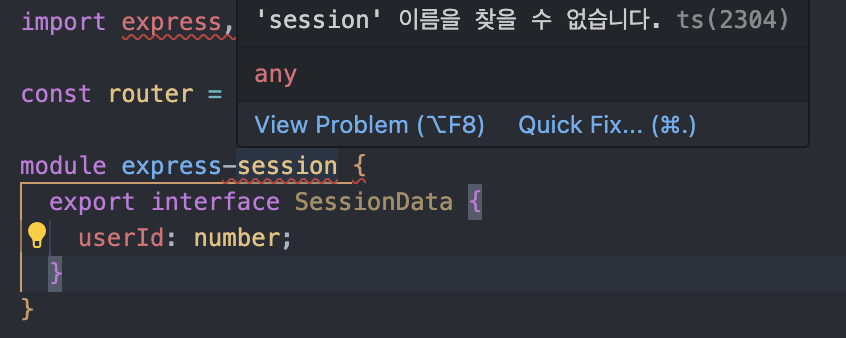 import express,
'session' 이름을 찾을 수 없습니다. ts(2304)
any
const router =
View Problem (⌥F8) Quick Fix... (⌘.)
module express-session {
export interface SessionData {
userId: number;
}
}